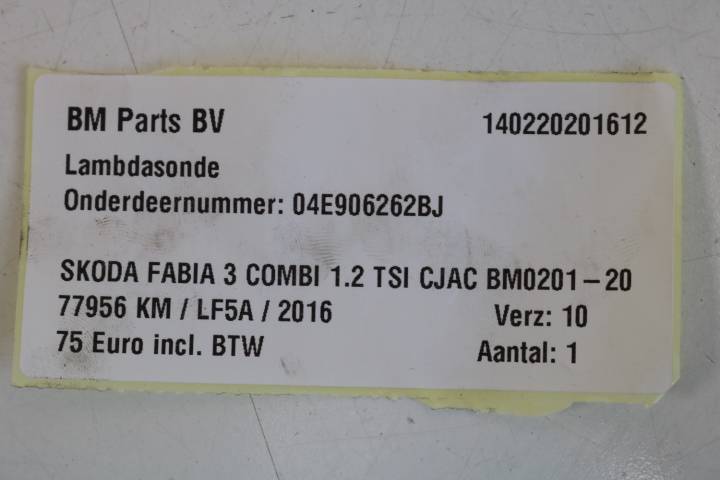 BM Parts BV 140220201612
Lambdasonde
Onderdeernummer: 04E906262BJ
SKODA FABIA 3 COMBI 1.2 TSI CJAC BM0201-20
77956 KM / LF5A / 2016 Verz: 10
75 Euro incl. BTW Aantal: 1